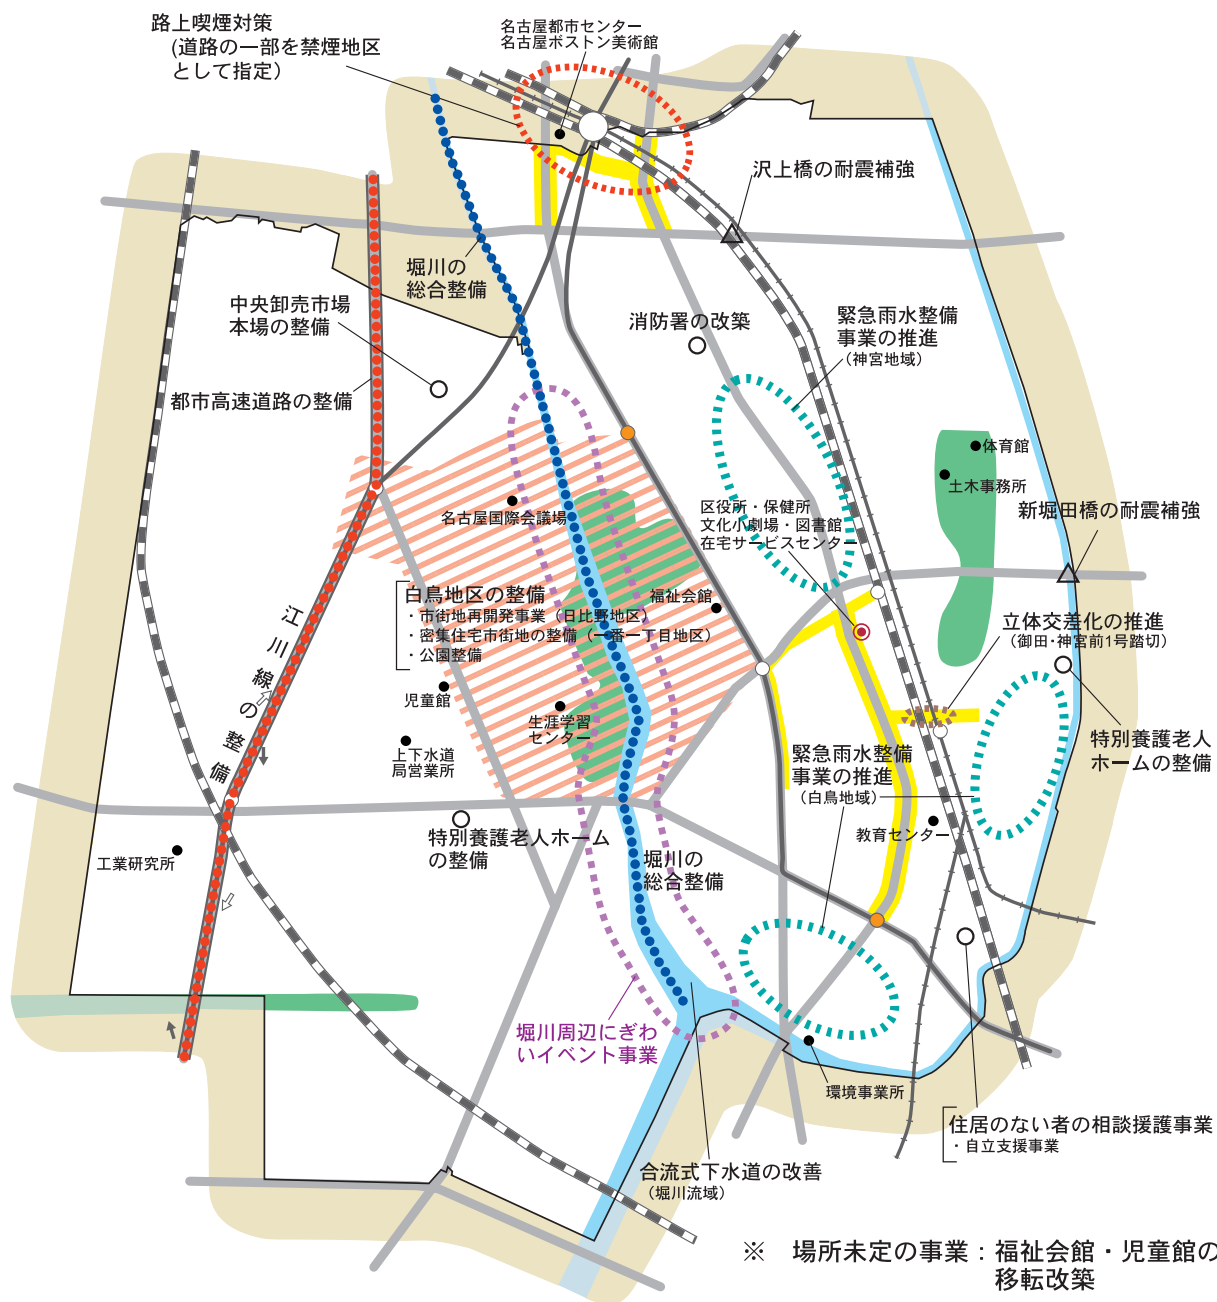 路上喫煙対策
(道路の一部を禁煙地区
として指定)
名古屋都市センター
名古屋ボストン美術館
沢上橋の耐震補強
堀川の
総合整備
中央卸売市場
本場の整備
消防署の改築
緊急雨水整備
事業の推進
(神宮地域)
都市高速道路の整備
体育館
土木事務所
名古屋国際会議場
区役所・保健所
文化小劇場・図書館
在宅サービスセンター
新堀田橋の耐震補強
白鳥地区の整備
・市街地再開発事業(日比野地区)
・密集住宅市街地の整備(一番一丁目地区)
・公園整備
福祉会館
江川線の整備
立体交差化の推進
(御田・神宮前1号踏切)
児童館
生涯学習
センター
上下水道
局営業所
特別養護老人
ホームの整備
緊急雨水整備
事業の推進
(白鳥地域)
特別養護老人ホーム
の整備
教育センター
工業研究所
堀川の
総合整備
堀川周辺にぎわ
いイベント事業
環境事業所
住居のない者の相談援護事業
・自立支援事業
合流式下水道の改善
(堀川流域)
※ 場所未定の事業:福祉会館・児童館の
移転改築